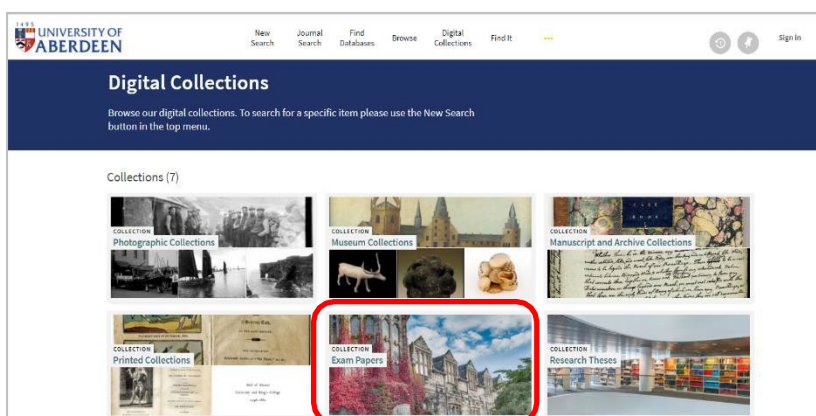 1495
UNIVERSITY OF
ABERDEEN
New
Search
Journal
Search
Find
Databases
Browse
Digital
Collections
Find It
Sign in
Digital Collections
Browse our digital collections. To search for a specific item please use the New Search
button in the top menu.
Collections (7)
COLLECTION
Photographic Collections
COLLECTION
Museum Collections
COLLECTION
Manuscript and Archive Collections
COLLECTION
Printed Collections
COLLECTION
Exam Papers
COLLECTION
Research Theses